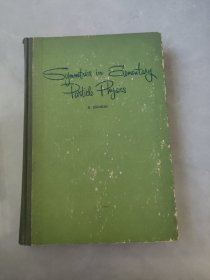 Symmetries in Elementary
Particle Physics